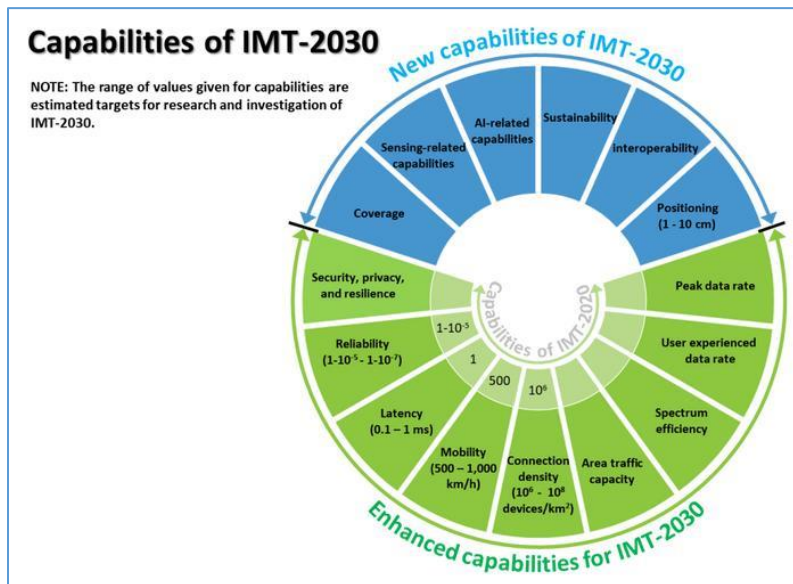 Capabilities of IMT-2030
NOTE: The range of values given for capabilities are
estimated targets for research and investigation of
IMT-2030.
New capabilities of IMT-2030
Coverage
Sensing-related
capabilities
AI-related
capabilities
Sustainability
Interoperability
Positioning
(1 - 10 cm)
Security, privacy,
and resilience
Reliability
(1-10⁻⁵ - 1-10⁻⁷)
Latency
(0.1 – 1 ms)
Mobility
(500 – 1,000
km/h)
Connection
density
(10⁶ - 10⁸
devices/km²)
Area traffic
capacity
Spectrum
efficiency
User experienced
data rate
Peak data rate
Capabilities of IMT-2020
1-10⁻⁵
1
500
10⁶
Enhanced capabilities for IMT-2030